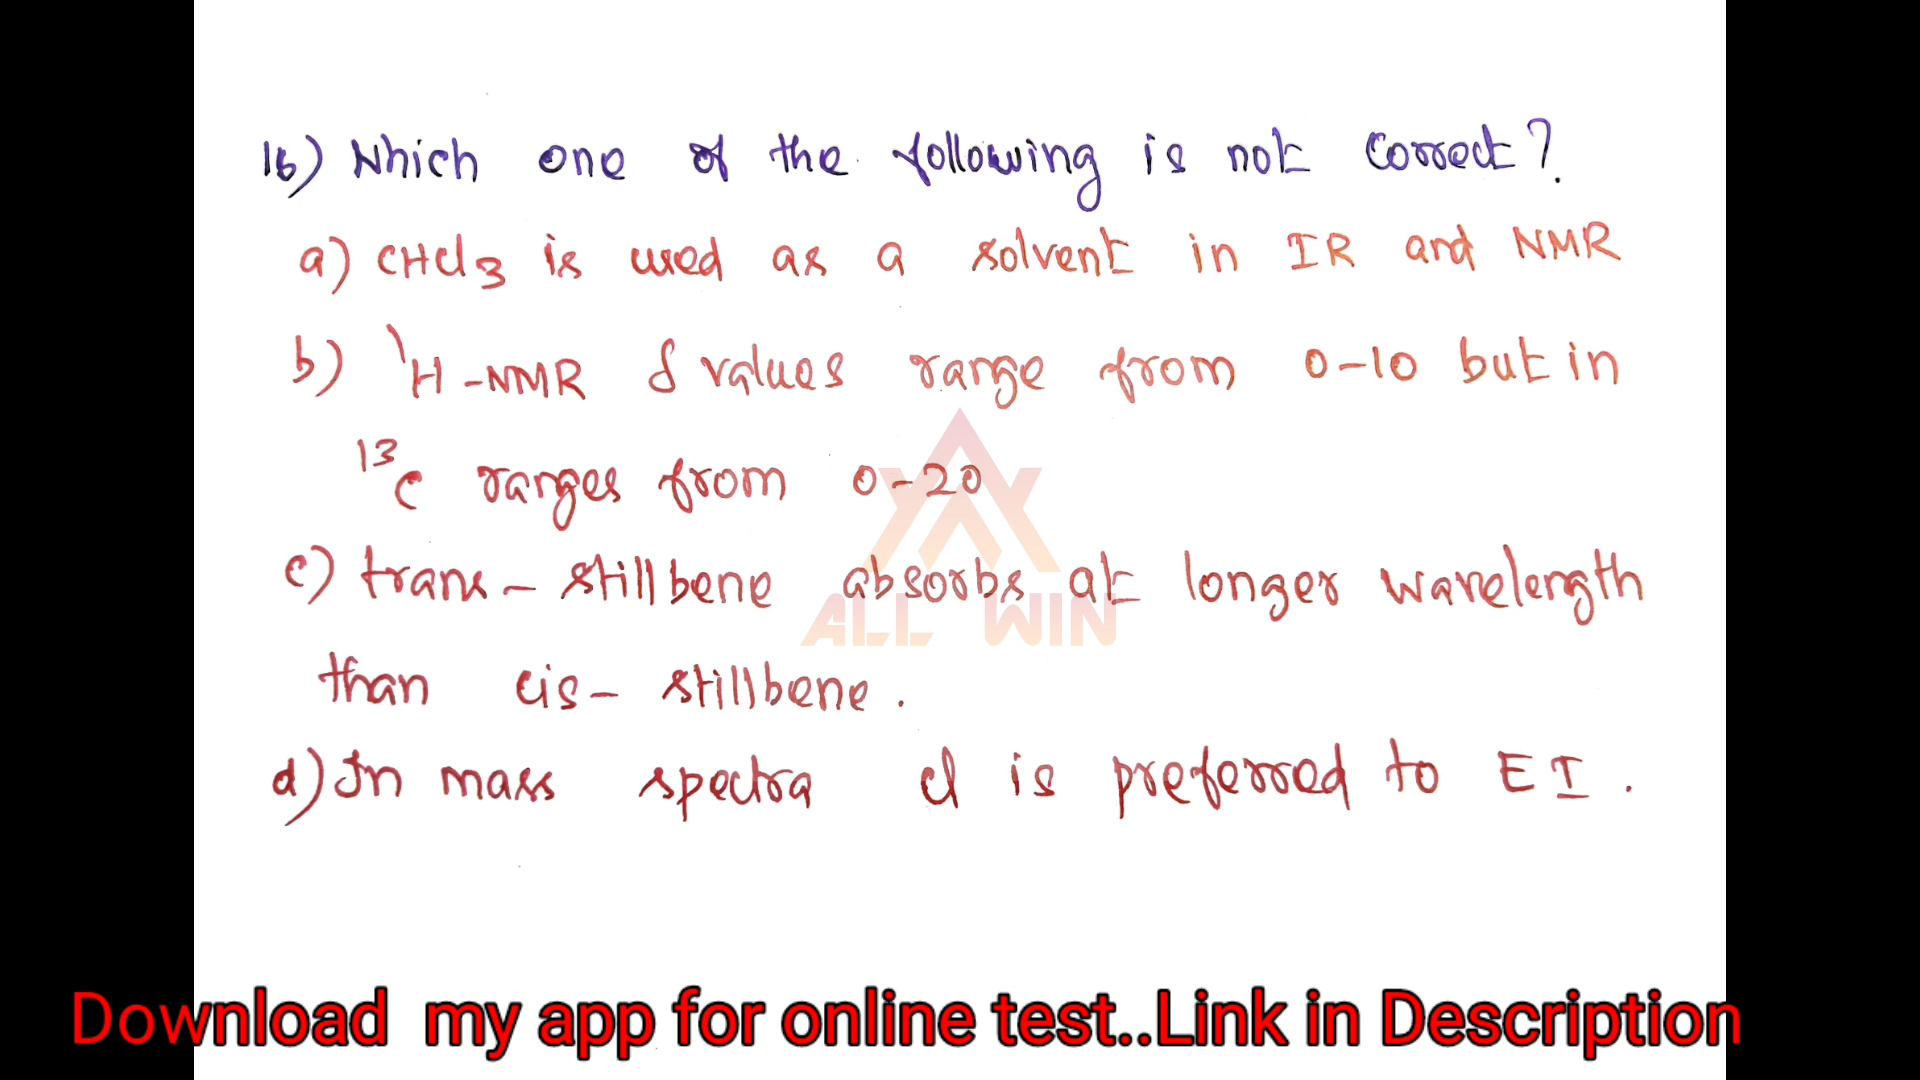 16) Which one of the following is not correct?
a) CHCl3 is used as a solvent in IR and NMR
b) ¹H-NMR δ values range from 0-10 but in
¹³C ranges from 0-20
c) trans-stillbene absorbs at longer wavelength
than cis-stillbene.
d) In mass spectra CI is preferred to EI.
ALL WIN
Download my app for online test..Link in Description